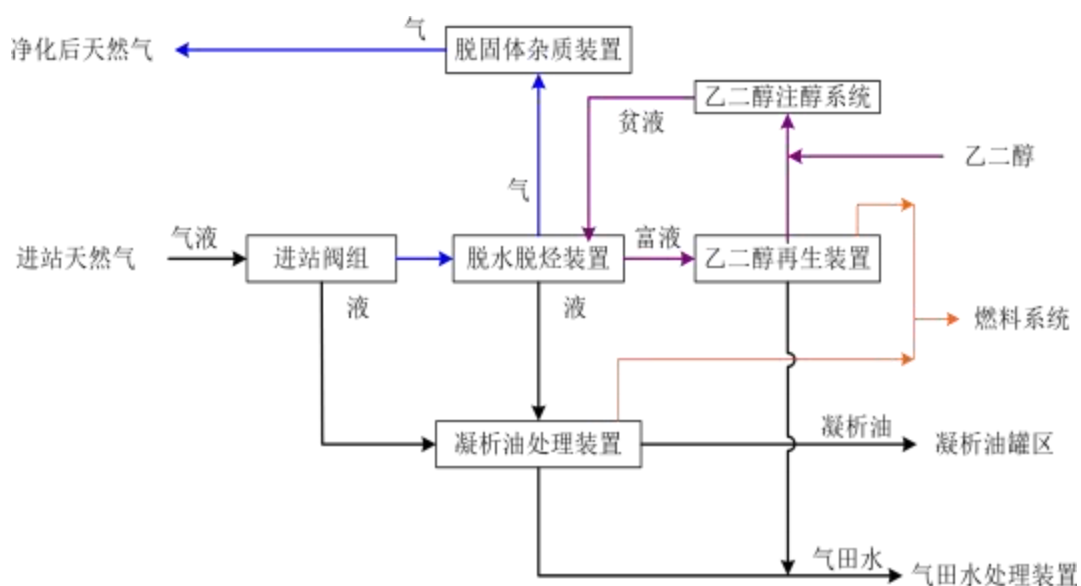 气
净化后天然气
脱固体杂质装置
乙二醇注醇系统
贫液
乙二醇
气
气液
富液
进站天然气
进站阀组
脱水脱烃装置
乙二醇再生装置
液
液
燃料系统
凝析油
凝析油处理装置
凝析油罐区
气田水
气田水处理装置